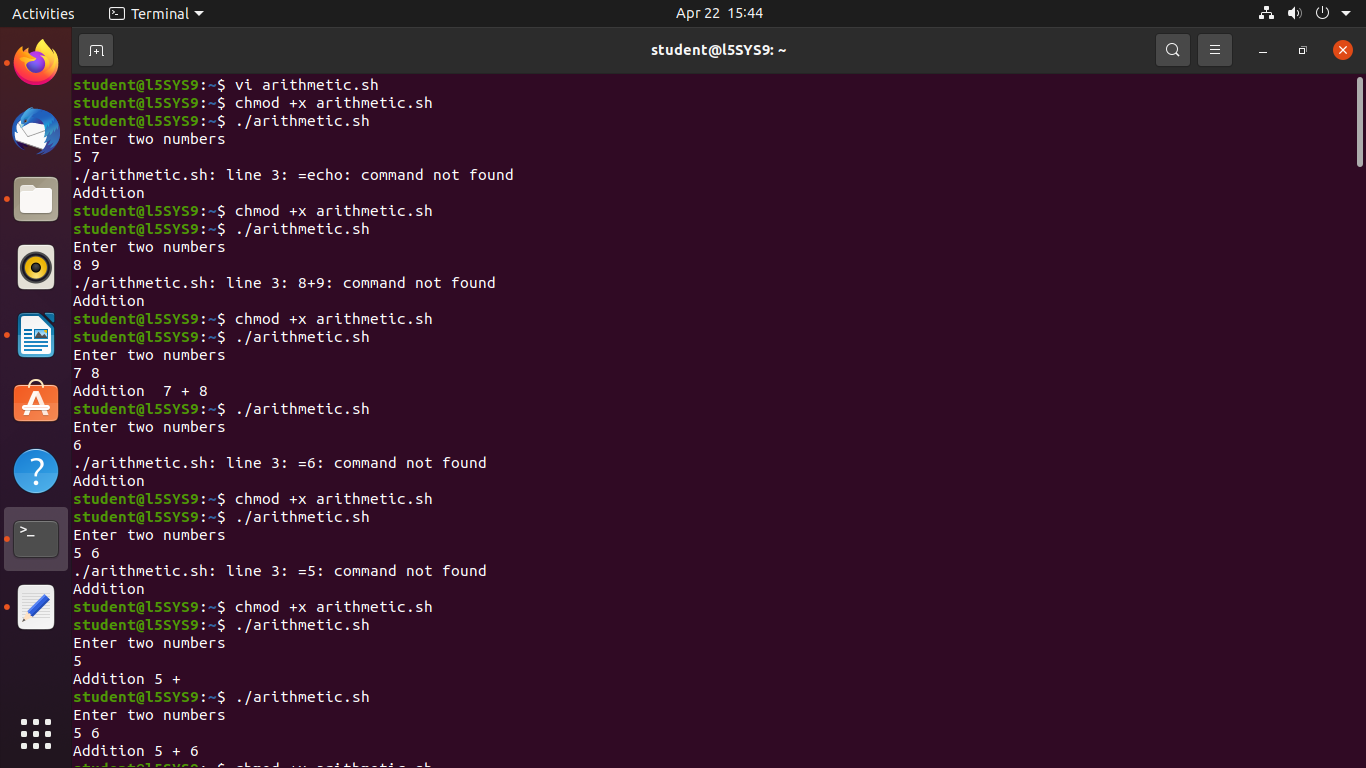 Activities
Terminal
Apr 22 15:44
student@l5SYS9: ~
student@l5SYS9:~$ vi arithmetic.sh
student@l5SYS9:~$ chmod +x arithmetic.sh
student@l5SYS9:~$ ./arithmetic.sh
Enter two numbers
5 7
./arithmetic.sh: line 3: =echo: command not found
Addition
student@l5SYS9:~$ chmod +x arithmetic.sh
student@l5SYS9:~$ ./arithmetic.sh
Enter two numbers
8 9
./arithmetic.sh: line 3: 8+9: command not found
Addition
student@l5SYS9:~$ chmod +x arithmetic.sh
student@l5SYS9:~$ ./arithmetic.sh
Enter two numbers
7 8
Addition  7 + 8
student@l5SYS9:~$ ./arithmetic.sh
Enter two numbers
6
./arithmetic.sh: line 3: =6: command not found
Addition
student@l5SYS9:~$ chmod +x arithmetic.sh
student@l5SYS9:~$ ./arithmetic.sh
Enter two numbers
5 6
./arithmetic.sh: line 3: =5: command not found
Addition
student@l5SYS9:~$ chmod +x arithmetic.sh
student@l5SYS9:~$ ./arithmetic.sh
Enter two numbers
5
Addition 5 +
student@l5SYS9:~$ ./arithmetic.sh
Enter two numbers
5 6
Addition 5 + 6
student@l5SYS9:~$ chmod +x arithmetic.sh